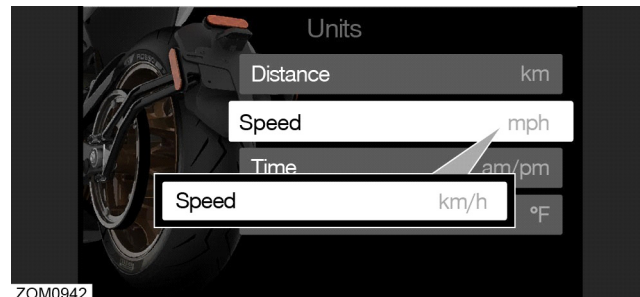 Units
Distance km
Speed mph
Time am/pm
Speed km/h
°F
ZOM0942